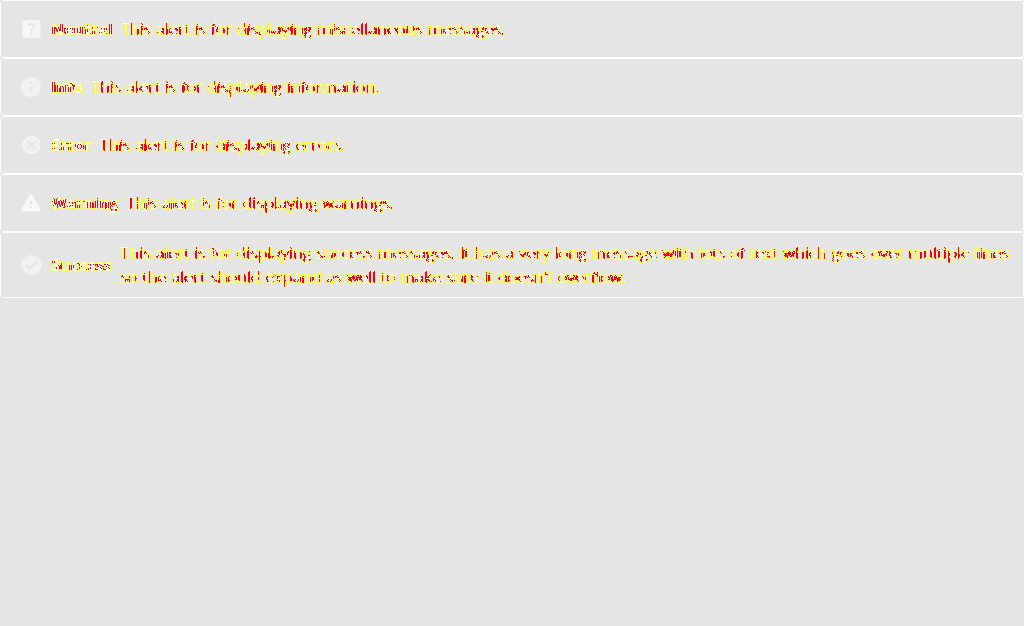 Neutral This alert is for displaying miscellaneous messages.
Info This alert is for displaying information.
Error This alert is for displaying errors.
Warning This alert is for displaying warnings.
Success This alert is for displaying success messages. It has a very long message with lots of text which goes over multiple lines
so the alert should expand as well to make sure it doesn't overflow.